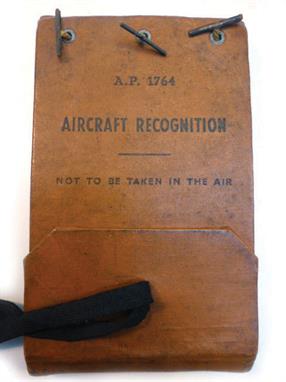 A.P. 1764
AIRCRAFT RECOGNITION
NOT TO BE TAKEN IN THE AIR